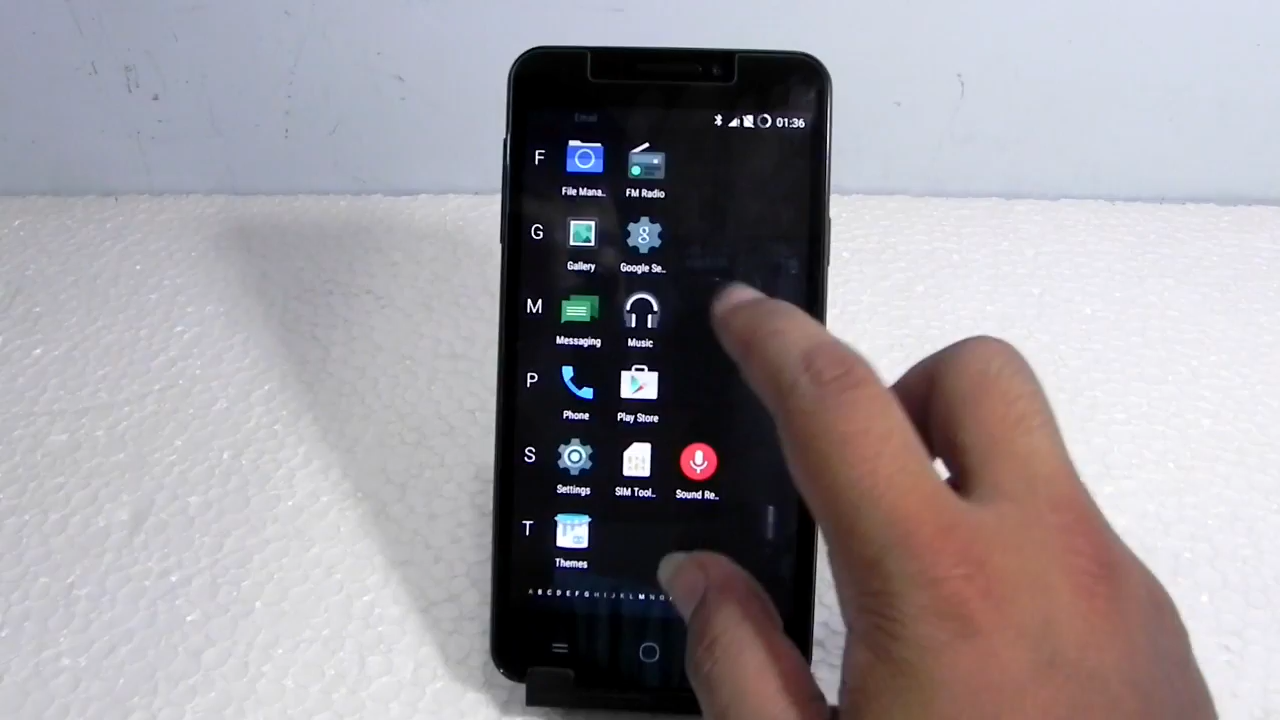 Email
01:36
F
File Mana..
FM Radio
G
Gallery
Google Se..
M
Messaging
Music
P
Phone
Play Store
S
Settings
SIM Tool..
Sound Re..
T
Themes
A B C D E F G H I J K L M N O